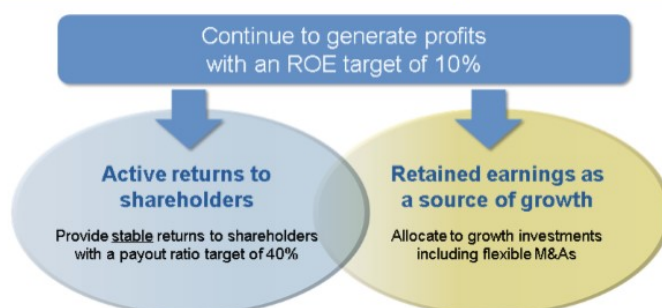 Continue to generate profits
with an ROE target of 10%
Active returns to
shareholders
Provide stable returns to shareholders
with a payout ratio target of 40%
Retained earnings as
a source of growth
Allocate to growth investments
including flexible M&As